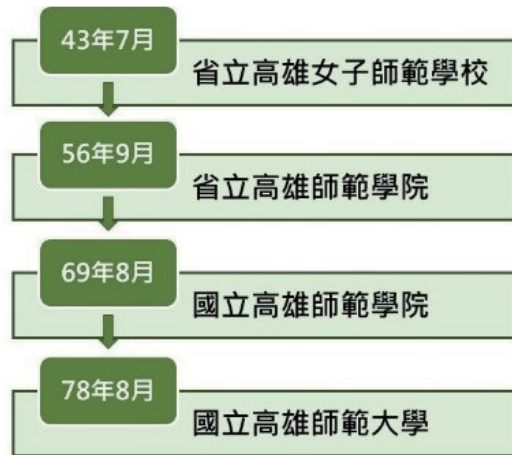 43年7月
省立高雄女子師範學校
56年9月
省立高雄師範學院
69年8月
國立高雄師範學院
78年8月
國立高雄師範大學